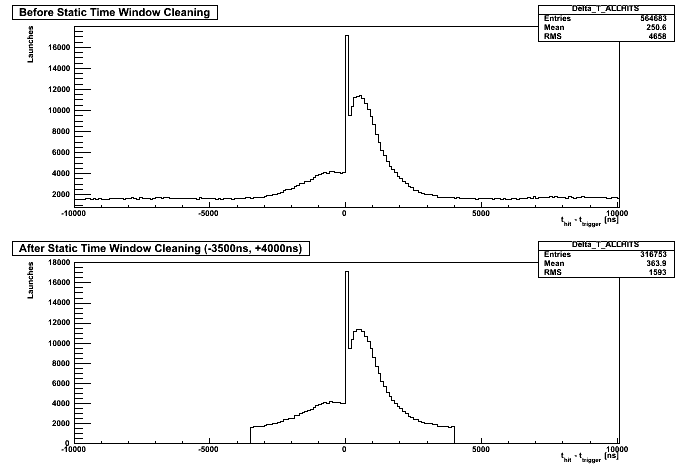 Before Static Time Window Cleaning
Delta_T_ALLHITS
Entries 564683
Mean 250.6
RMS 4658
Launches
16000
14000
12000
10000
8000
6000
4000
2000
-10000 -5000 0 5000 10000
t_hit - t_trigger [ns]
After Static Time Window Cleaning (-3500ns, +4000ns)
Delta_T_ALLHITS
Entries 316753
Mean 363.9
RMS 1593
Launches
18000
16000
14000
12000
10000
8000
6000
4000
2000
0
-10000 -5000 0 5000 10000
t_hit - t_trigger [ns]